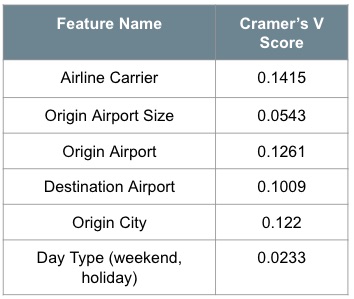 Feature Name Cramer's V
Score
Airline Carrier 0.1415
Origin Airport Size 0.0543
Origin Airport 0.1261
Destination Airport 0.1009
Origin City 0.122
Day Type (weekend, 0.0233
holiday)